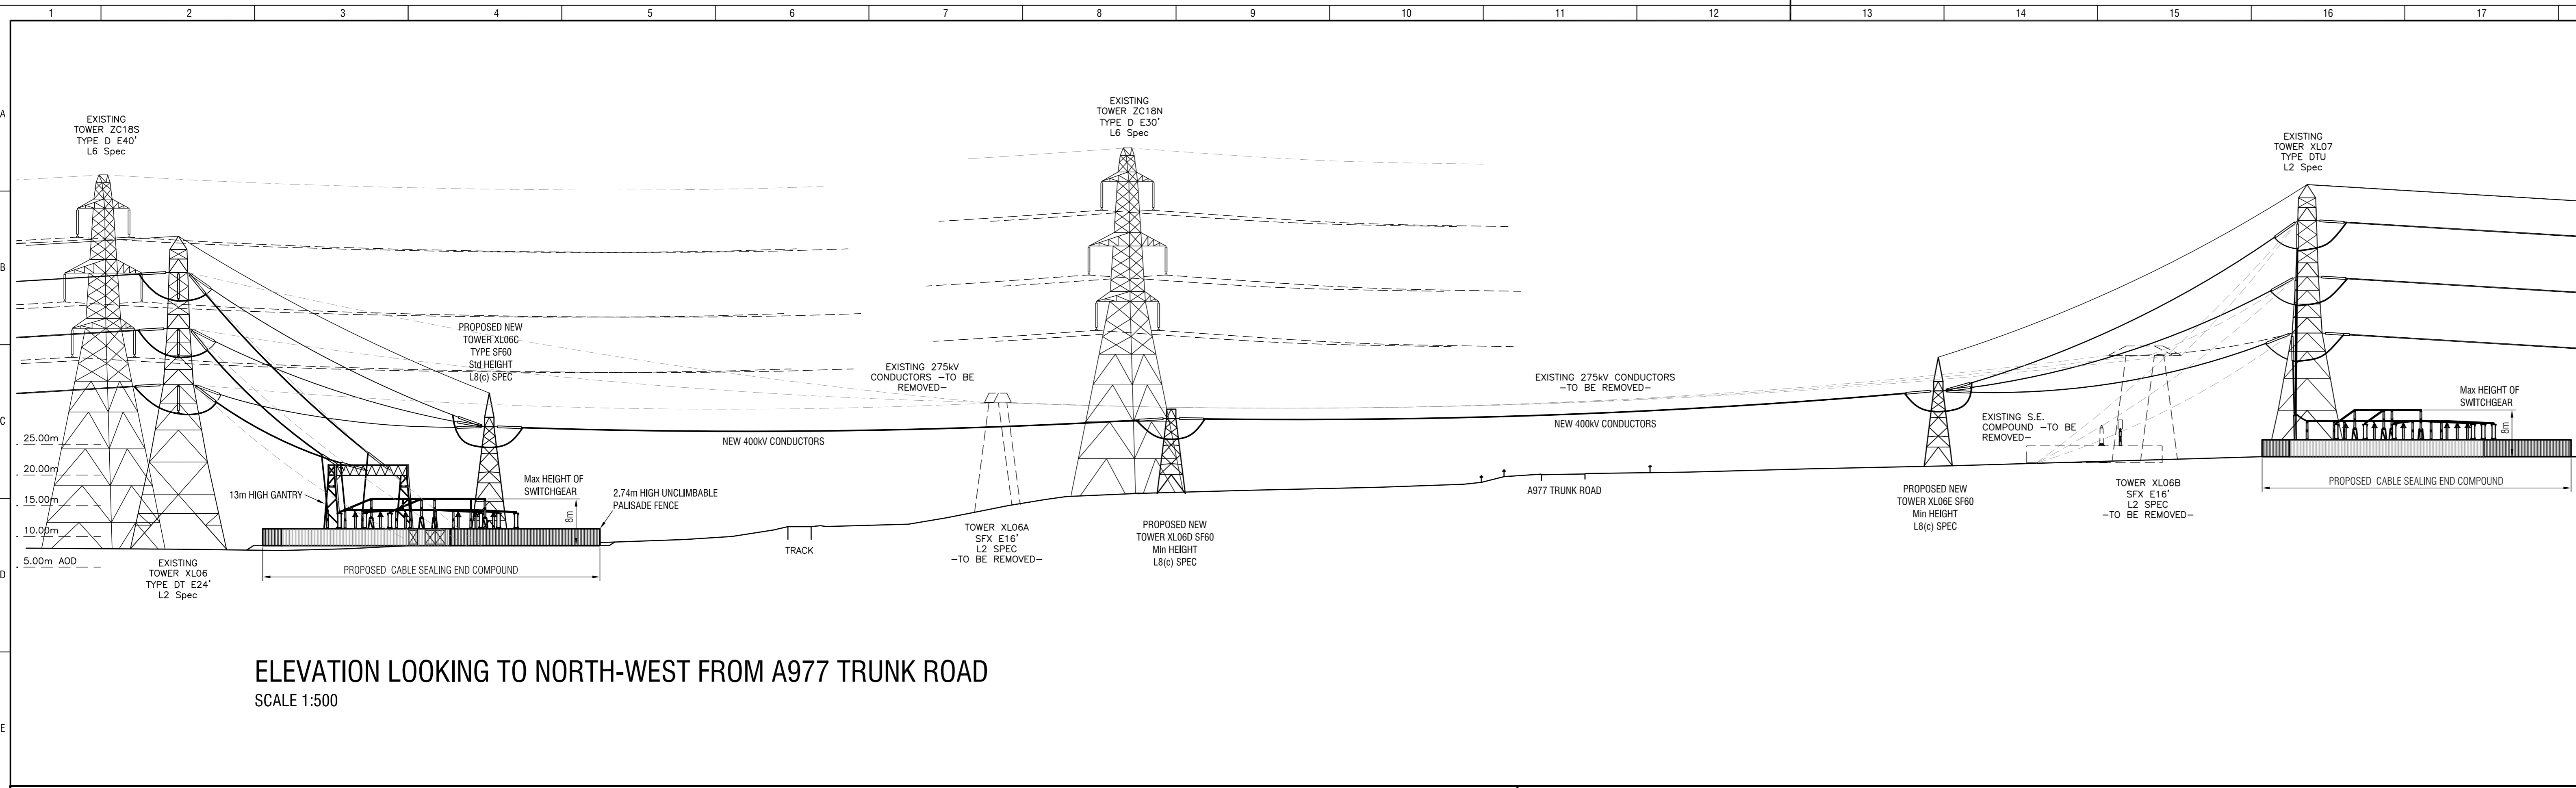 1 2 3 4 5 6 7 8 9 10 11 12 13 14 15 16 17
A
B
C
D
E
EXISTING
TOWER ZC18S
TYPE D E40'
L6 Spec
EXISTING
TOWER ZC18N
TYPE D E30'
L6 Spec
EXISTING
TOWER XL07
TYPE DTU
L2 Spec
PROPOSED NEW
TOWER XL06C
TYPE SF60
Std HEIGHT
L8(c) SPEC
EXISTING 275kV
CONDUCTORS –TO BE
REMOVED–
EXISTING 275kV CONDUCTORS
–TO BE REMOVED–
NEW 400kV CONDUCTORS
NEW 400kV CONDUCTORS
EXISTING S.E.
COMPOUND –TO BE
REMOVED–
Max HEIGHT OF
SWITCHGEAR
8m
25.00m
20.00m
15.00m
10.00m
5.00m AOD
13m HIGH GANTRY
Max HEIGHT OF
SWITCHGEAR
8m
2.74m HIGH UNCLIMBABLE
PALISADE FENCE
TRACK
A977 TRUNK ROAD
EXISTING
TOWER XL06
TYPE DT E24'
L2 Spec
PROPOSED CABLE SEALING END COMPOUND
TOWER XL06A
SFX E16'
L2 SPEC
–TO BE REMOVED–
PROPOSED NEW
TOWER XL06D SF60
Min HEIGHT
L8(c) SPEC
PROPOSED NEW
TOWER XL06E SF60
Min HEIGHT
L8(c) SPEC
TOWER XL06B
SFX E16'
L2 SPEC
–TO BE REMOVED–
PROPOSED CABLE SEALING END COMPOUND
ELEVATION LOOKING TO NORTH-WEST FROM A977 TRUNK ROAD
SCALE 1:500